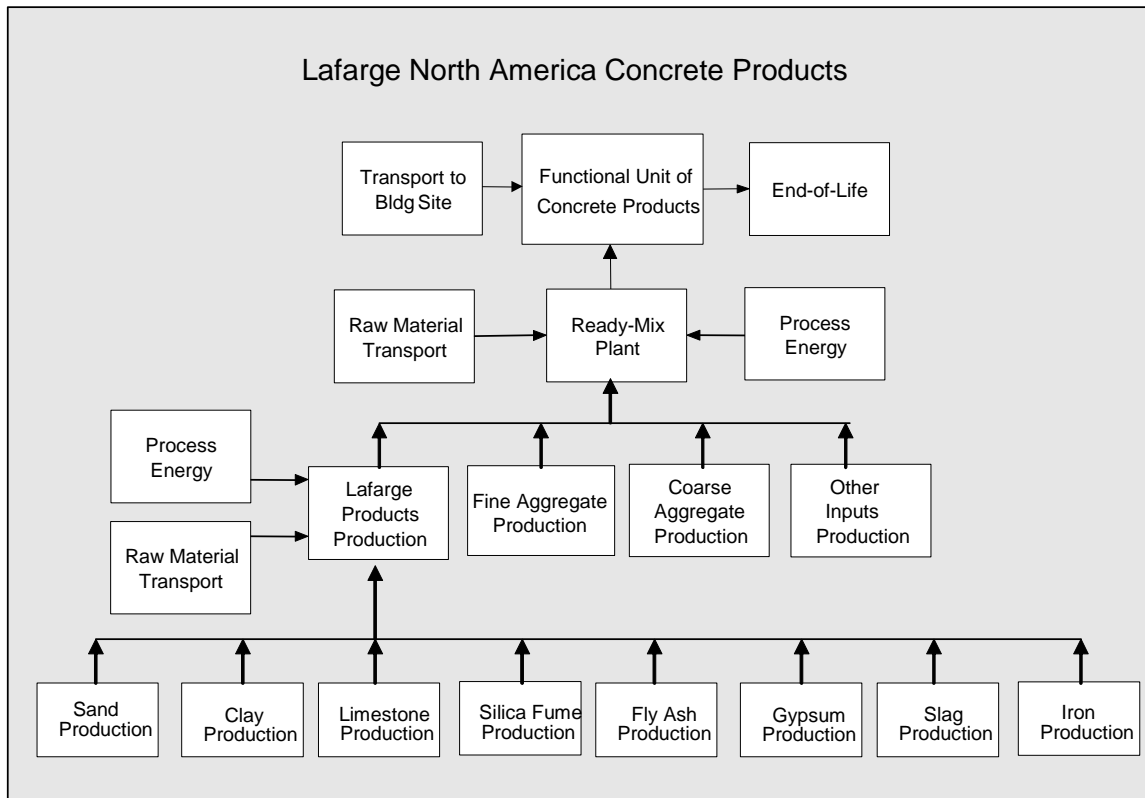 Lafarge North America Concrete Products
Transport to
Bldg Site
Functional Unit of
Concrete Products
End-of-Life
Raw Material
Transport
Ready-Mix
Plant
Process
Energy
Process
Energy
Raw Material
Transport
Lafarge
Products
Production
Fine Aggregate
Production
Coarse
Aggregate
Production
Other
Inputs
Production
Sand
Production
Clay
Production
Limestone
Production
Silica Fume
Production
Fly Ash
Production
Gypsum
Production
Slag
Production
Iron
Production